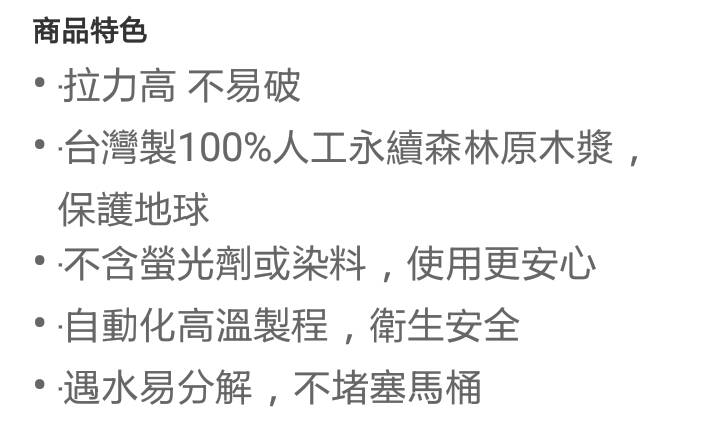 商品特色
• ·拉力高 不易破
• ·台灣製100%人工永續森林原木漿，
保護地球
• ·不含螢光劑或染料，使用更安心
• ·自動化高溫製程，衛生安全
• ·遇水易分解，不堵塞馬桶